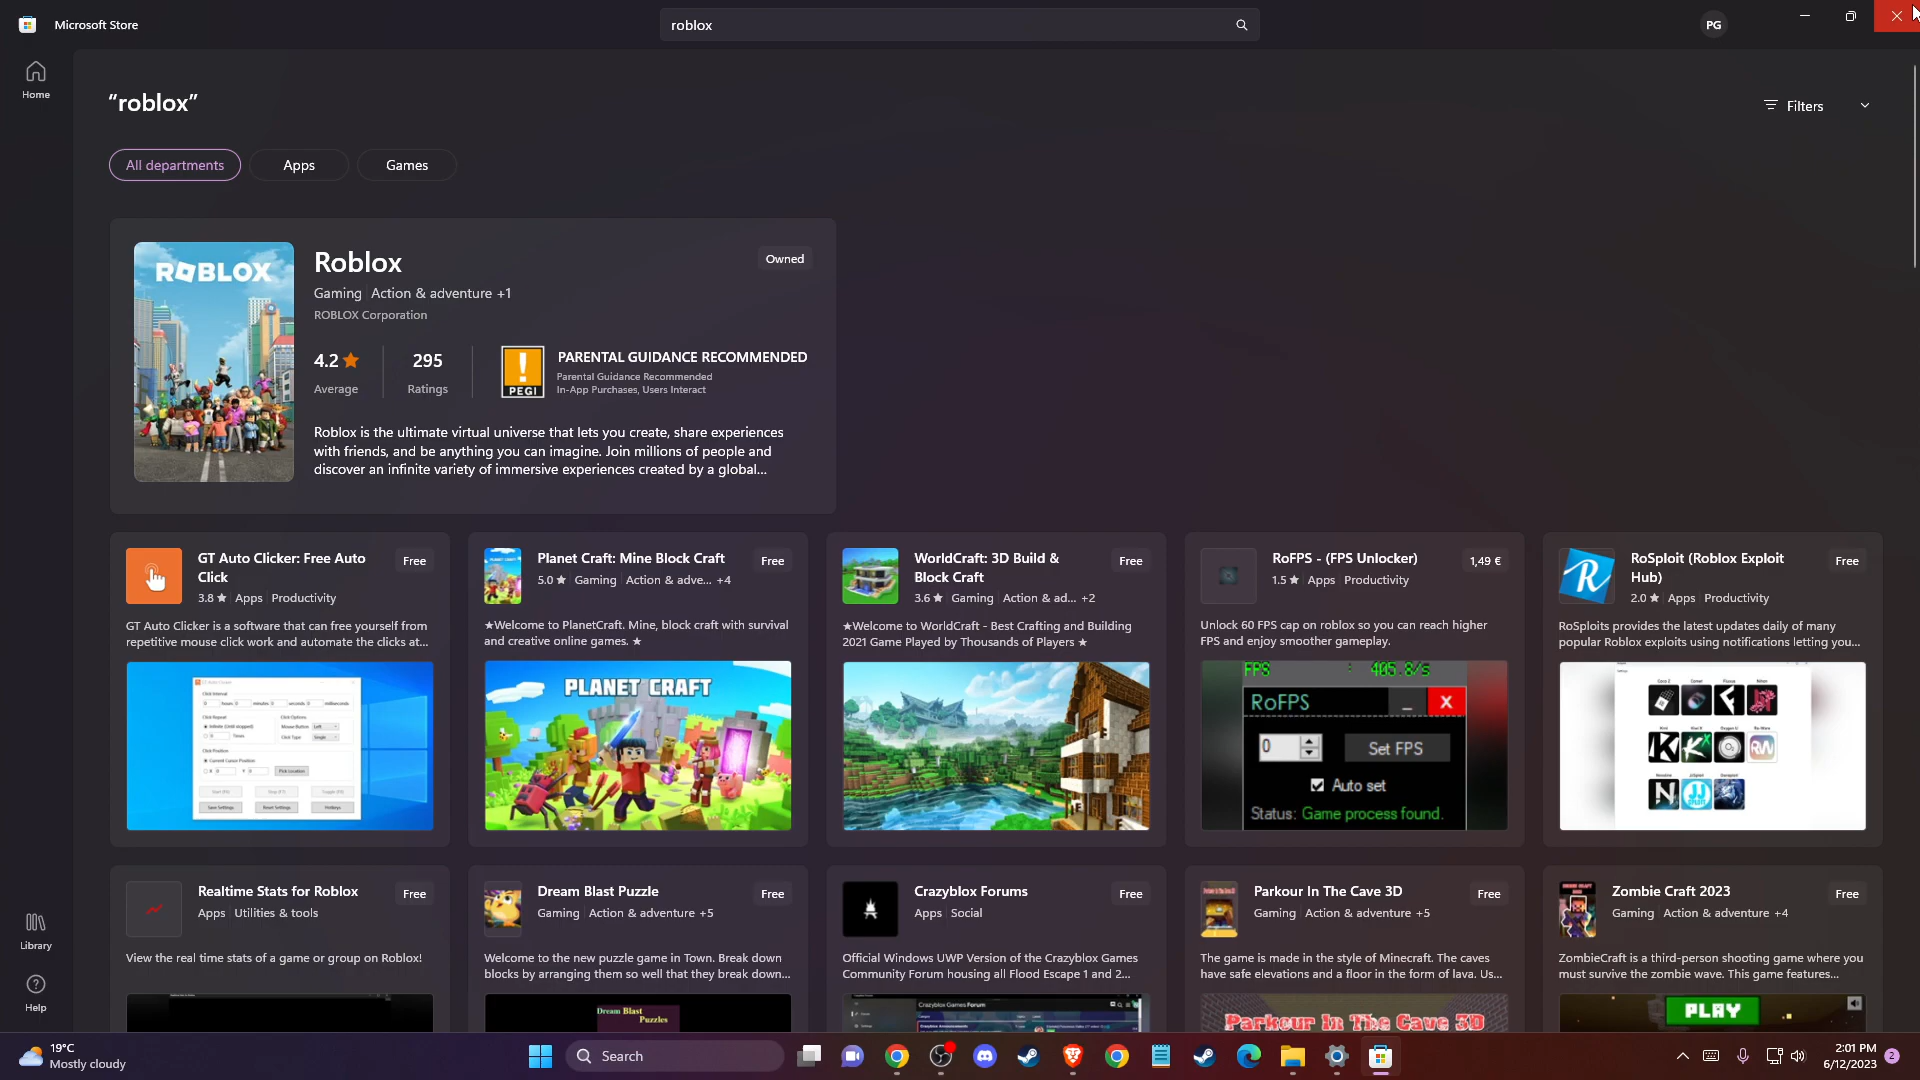 Microsoft Store
roblox
PG
Home
“roblox”
Filters
All departments
Apps
Games
ROBLOX
Roblox
Owned
Gaming Action & adventure +1
ROBLOX Corporation
4.2★
Average
295
Ratings
PEGI
PARENTAL GUIDANCE RECOMMENDED
Parental Guidance Recommended
In-App Purchases, Users Interact
Roblox is the ultimate virtual universe that lets you create, share experiences
with friends, and be anything you can imagine. Join millions of people and
discover an infinite variety of immersive experiences created by a global...
GT Auto Clicker: Free Auto
Click
Free
3.8 ★ Apps Productivity
GT Auto Clicker is a software that can free yourself from
repetitive mouse click work and automate the clicks at...
Planet Craft: Mine Block Craft
Free
5.0 ★ Gaming Action & adve... +4
★Welcome to PlanetCraft. Mine, block craft with survival
and creative online games. ★
PLANET CRAFT
WorldCraft: 3D Build &
Block Craft
Free
3.6 ★ Gaming Action & ad... +2
★Welcome to WorldCraft - Best Crafting and Building
2021 Game Played by Thousands of Players ★
RoFPS - (FPS Unlocker)
1,49 €
1.5 ★ Apps Productivity
Unlock 60 FPS cap on roblox so you can reach higher
FPS and enjoy smoother gameplay.
FPS : 405.8/s
RoFPS _ X
0
Set FPS
Auto set
Status: Game process found.
RoSploit (Roblox Exploit
Hub)
Free
2.0 ★ Apps Productivity
RoSploits provides the latest updates daily of many
popular Roblox exploits using notifications letting you...
Realtime Stats for Roblox
Free
Apps Utilities & tools
View the real time stats of a game or group on Roblox!
Dream Blast Puzzle
Free
Gaming Action & adventure +5
Welcome to the new puzzle game in Town. Break down
blocks by arranging them so well that they break down...
Dream Blast
Puzzles
Crazyblox Forums
Free
Apps Social
Official Windows UWP Version of the Crazyblox Games
Community Forum housing all Flood Escape 1 and 2...
Crazyblox Games Forum
Parkour In The Cave 3D
Free
Gaming Action & adventure +5
The game is made in the style of Minecraft. The caves
have safe elevations and a floor in the form of lava. Us...
Parkour In The Cave 3D
Zombie Craft 2023
Free
Gaming Action & adventure +4
ZombieCraft is a third-person shooting game where you
must survive the zombie wave. This game features...
PLAY
Library
Help
19°C
Mostly cloudy
Search
2:01 PM
6/12/2023
2